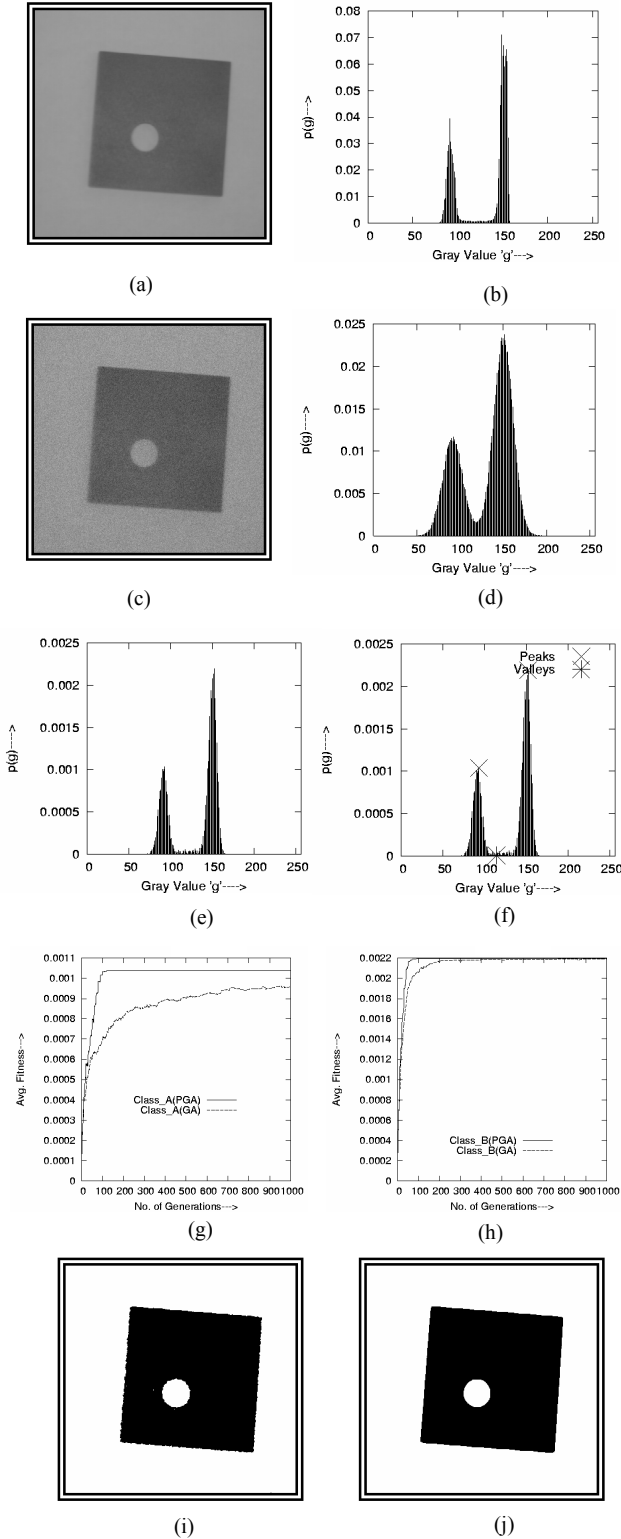 0.08
0.07
0.06
0.05
0.04
0.03
0.02
0.01
0
p(g)--->
0 50 100 150 200 250
Gray Value 'g'---->
(a)
(b)
0.025
0.02
0.015
0.01
0.005
0
p(g)---->
0 50 100 150 200 250
Gray Value 'g'---->
(c)
(d)
0.0025
0.002
0.0015
0.001
0.0005
0
p(g)---->
0 50 100 150 200 250
Gray Value 'g'---->
(e)
0.0025
0.002
0.0015
0.001
0.0005
0
p(g)---->
Peaks
Valleys
0 50 100 150 200 250
Gray Value 'g'---->
(f)
0.0011
0.001
0.0009
0.0008
0.0007
0.0006
0.0005
0.0004
0.0003
0.0002
0.0001
0
Avg. Fitness--->
Class_A(PGA)
Class_A(GA)
0 100 200 300 400 500 600 700 800 9001000
No. of Generations--->
(g)
0.0022
0.002
0.0018
0.0016
0.0014
0.0012
0.001
0.0008
0.0006
0.0004
0.0002
0
Avg. Fitness--->
Class_B(PGA)
Class_B(GA)
0 100 200 300 400 500 600 700 800 9001000
No. of Generations--->
(h)
(i)
(j)